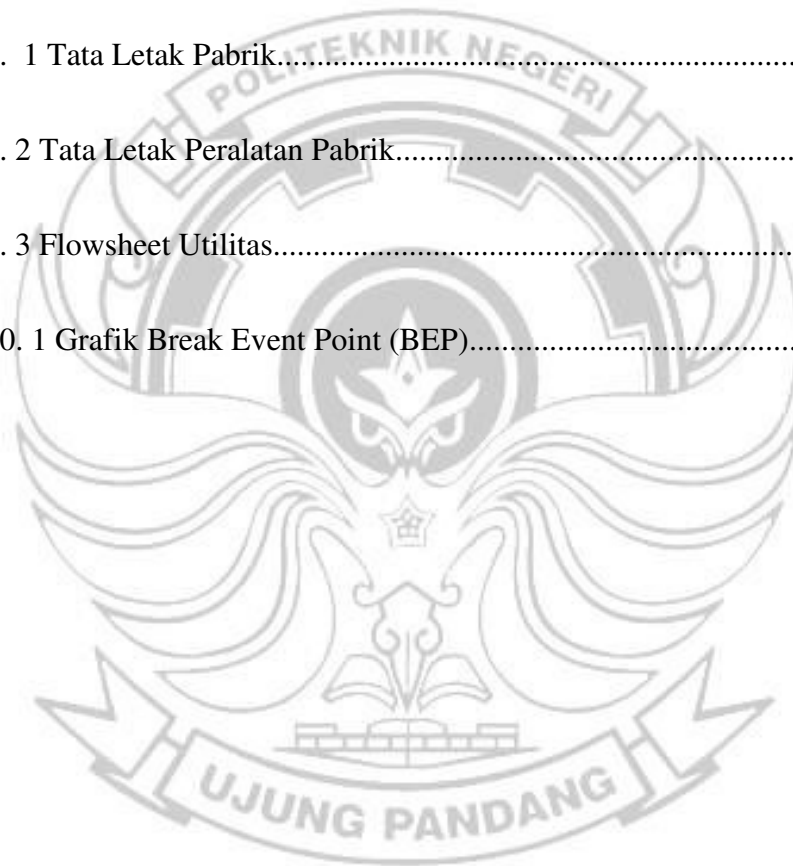 . 1 Tata Letak Pabrik..............................................................
. 2 Tata Letak Peralatan Pabrik..................................................
. 3 Flowsheet Utilitas.................................................................
0. 1 Grafik Break Event Point (BEP).........................................
POLITEKNIK NEGERI
UJUNG PANDANG